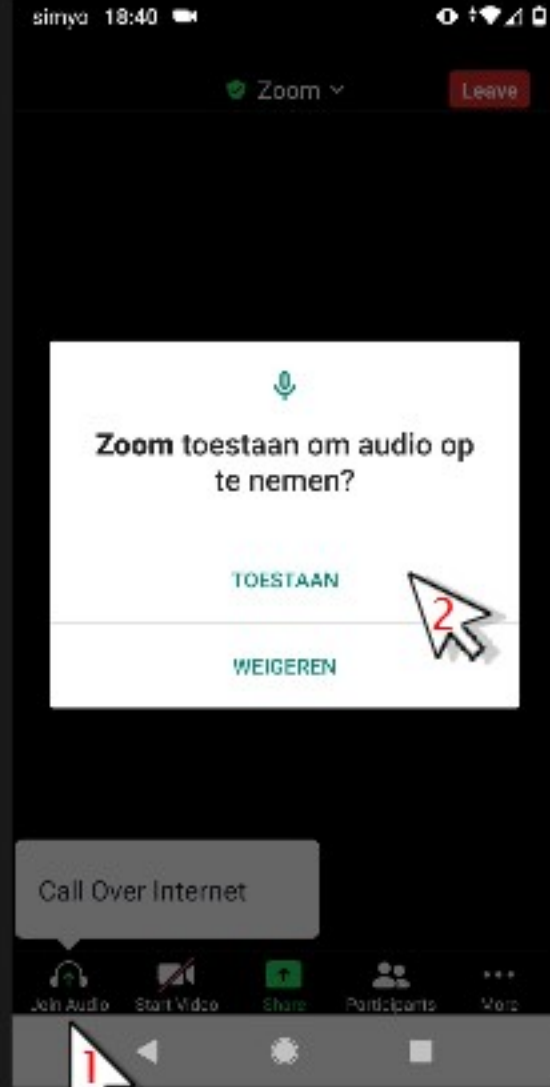 simyo 18:40
Zoom
Leave
Zoom toestaan om audio op
te nemen?
TOESTAAN
2
WEIGEREN
Call Over Internet
Join Audio Start Video Share Participants More
1